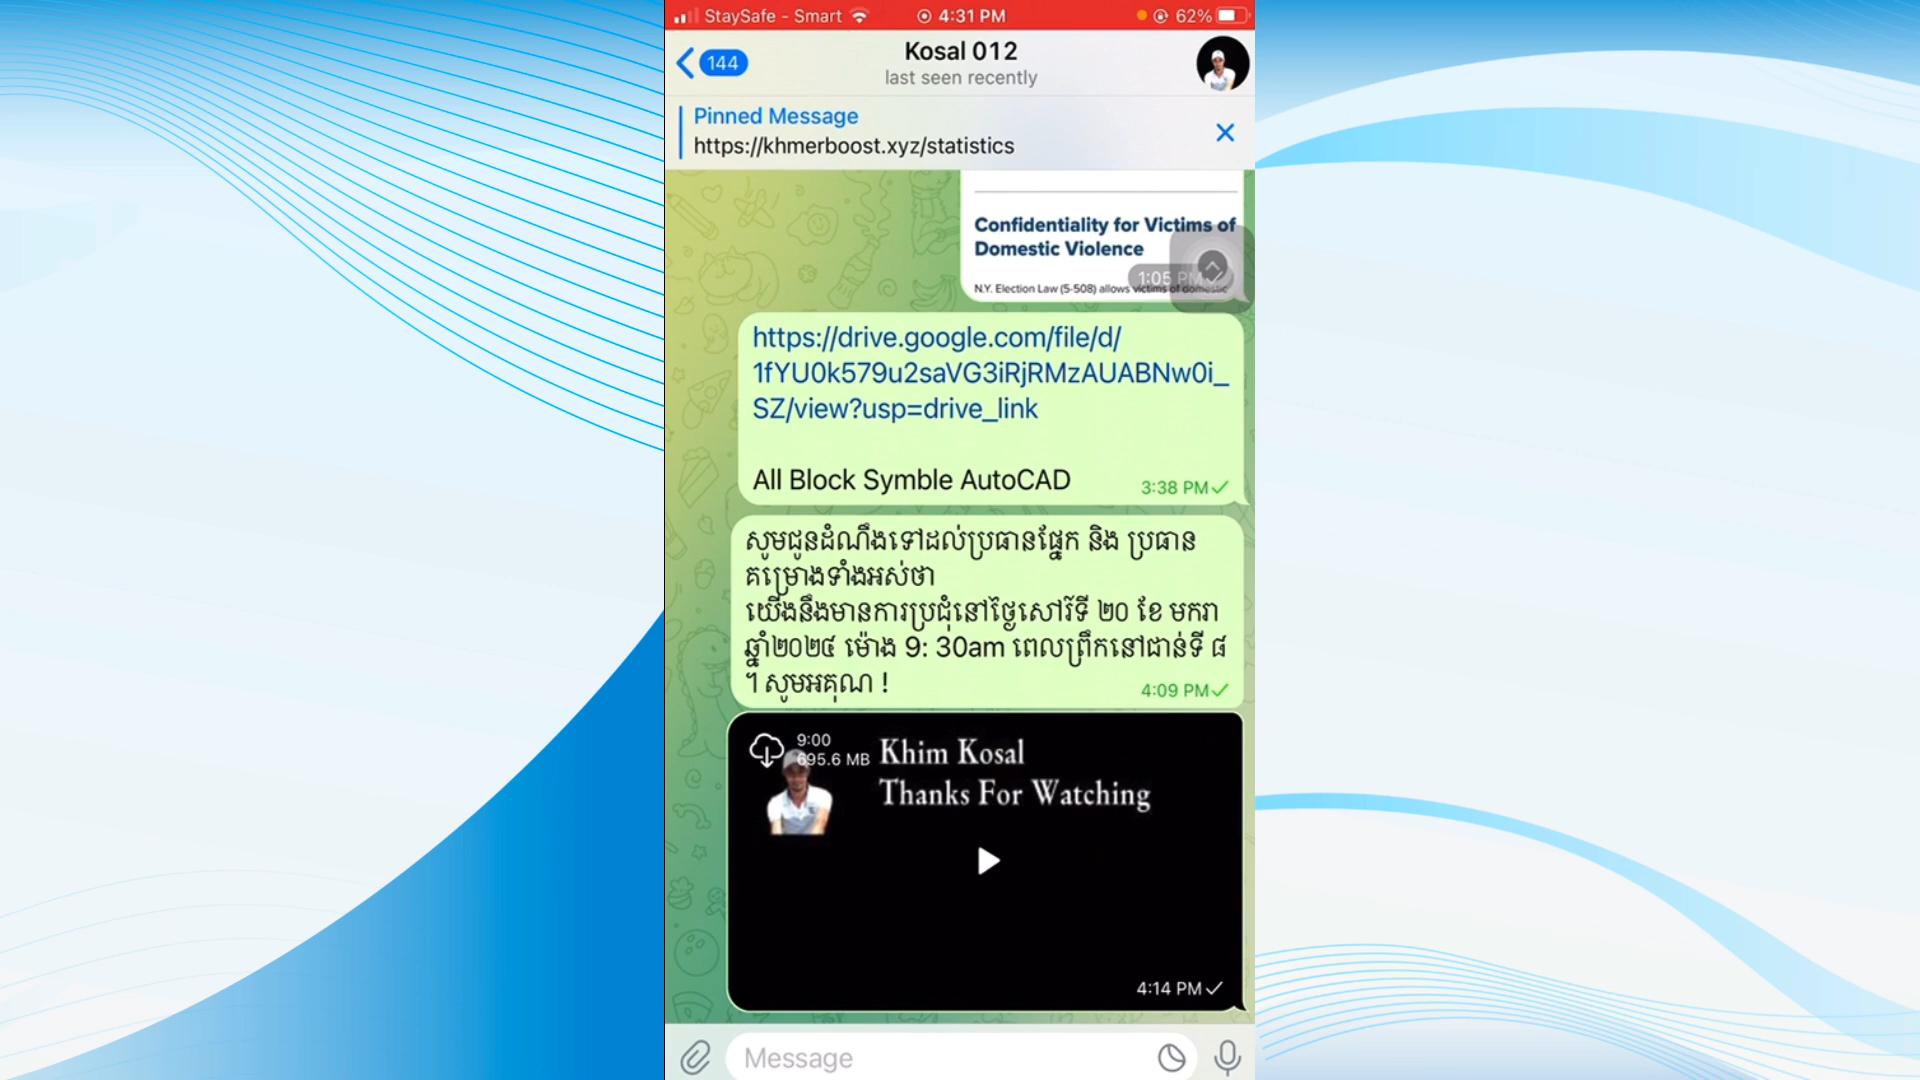 StaySafe - Smart 4:31 PM 62%
144
Kosal 012
last seen recently
Pinned Message
https://khmerboost.xyz/statistics
Confidentiality for Victims of
Domestic Violence
1:05 PM
N.Y. Election Law (5-508) allows victims of domestic
https://drive.google.com/file/d/
1fYU0k579u2saVG3iRjRMzAUABNw0i_
SZ/view?usp=drive_link
All Block Symble AutoCAD
3:38 PM
សូមជូនដំណឹងទៅដល់ប្រធានផ្នែក និង ប្រធាន
គម្រោងទាំងអស់ថា
យើងនឹងមានការប្រជុំនៅថ្ងៃសៅរ៍ទី ២០ ខែ មករា
ឆ្នាំ២០២៤ ម៉ោង 9: 30am ពេលព្រឹកនៅជាន់ទី ៨
ៗ សូមអគុណ !
4:09 PM
9:00
695.6 MB
Khim Kosal
Thanks For Watching
4:14 PM
Message